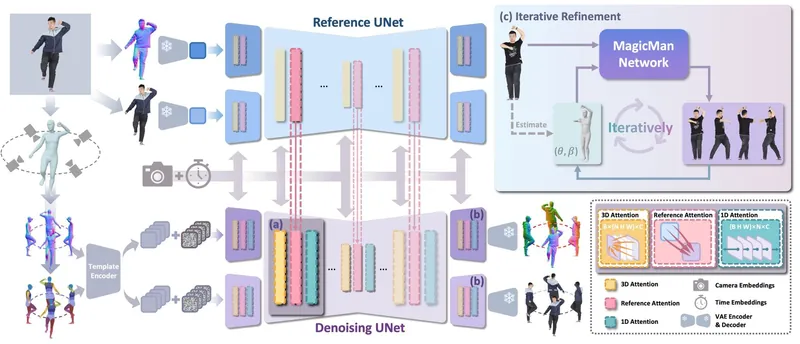 Reference UNet
(c) Iterative Refinement
MagicMan
Network
Estimate
(θ, β)
Iteratively
(a)
(b)
(b)
Template
Encoder
Denoising UNet
3D Attention
Reference Attention
1D Attention
B×(N H W)×C
(B H W)×N×C
3D Attention
Reference Attention
1D Attention
Camera Embeddings
Time Embeddings
VAE Encoder
& Decoder